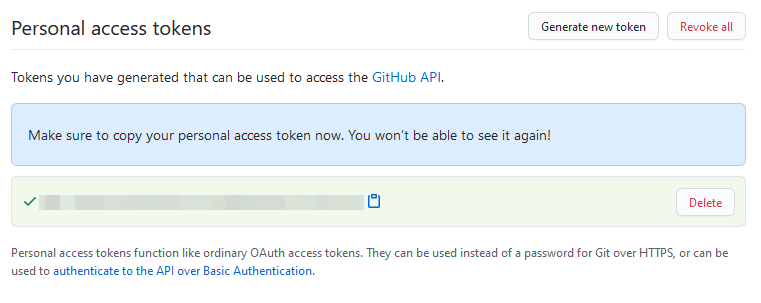 Personal access tokens
Generate new token
Revoke all
Tokens you have generated that can be used to access the GitHub API.
Make sure to copy your personal access token now. You won't be able to see it again!
Delete
Personal access tokens function like ordinary OAuth access tokens. They can be used instead of a password for Git over HTTPS, or can be
used to authenticate to the API over Basic Authentication.